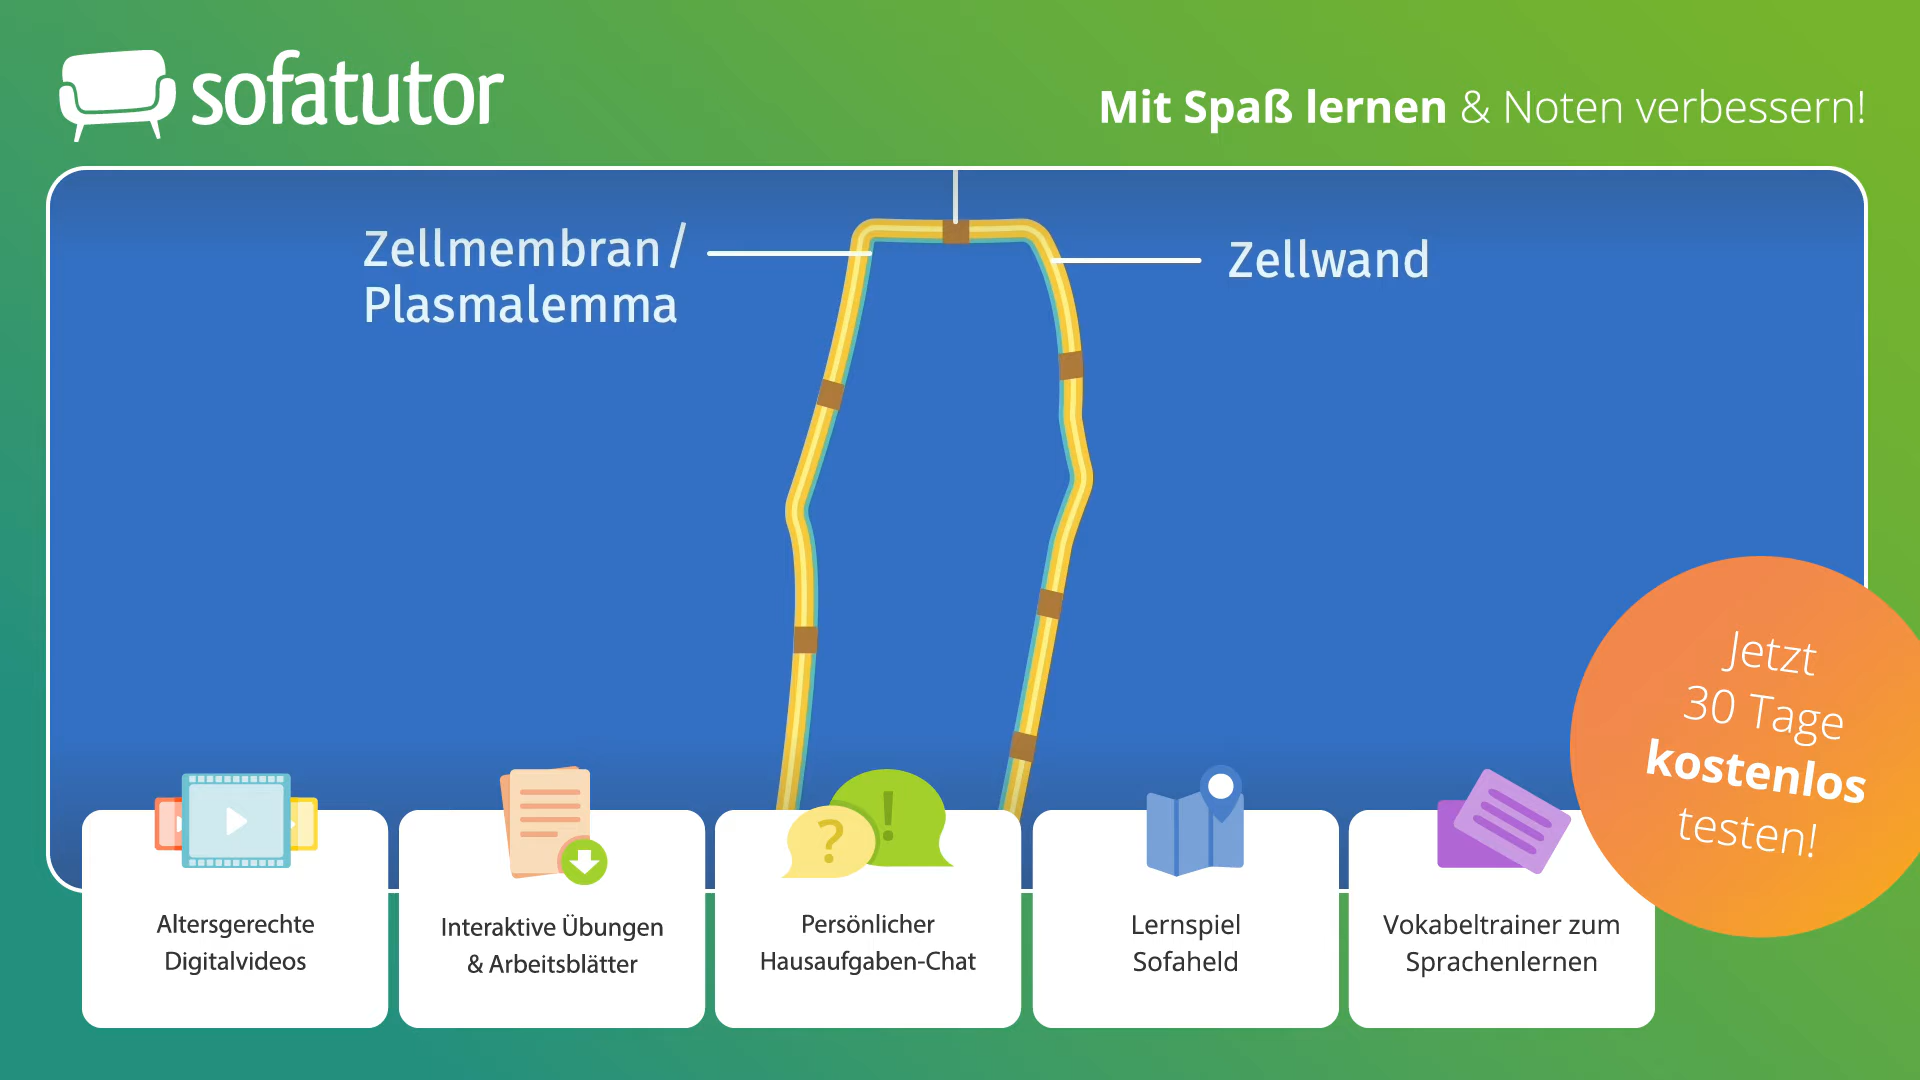 sofatutor
Mit Spaß lernen & Noten verbessern!
Zellmembran/
Plasmalemma
Zellwand
Jetzt
30 Tage
kostenlos
testen!
?
!
Altersgerechte
Digitalvideos
Interaktive Übungen
& Arbeitsblätter
Persönlicher
Hausaufgaben-Chat
Lernspiel
Sofaheld
Vokabeltrainer zum
Sprachenlernen